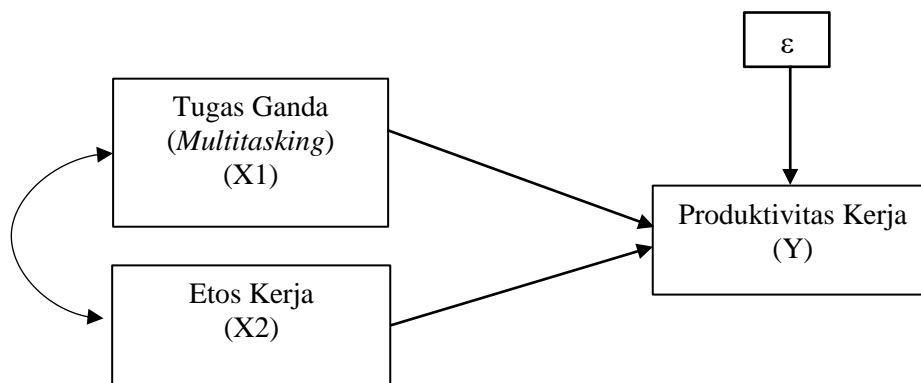 ε
Tugas Ganda
(Multitasking)
(X1)
Produktivitas Kerja
(Y)
Etos Kerja
(X2)